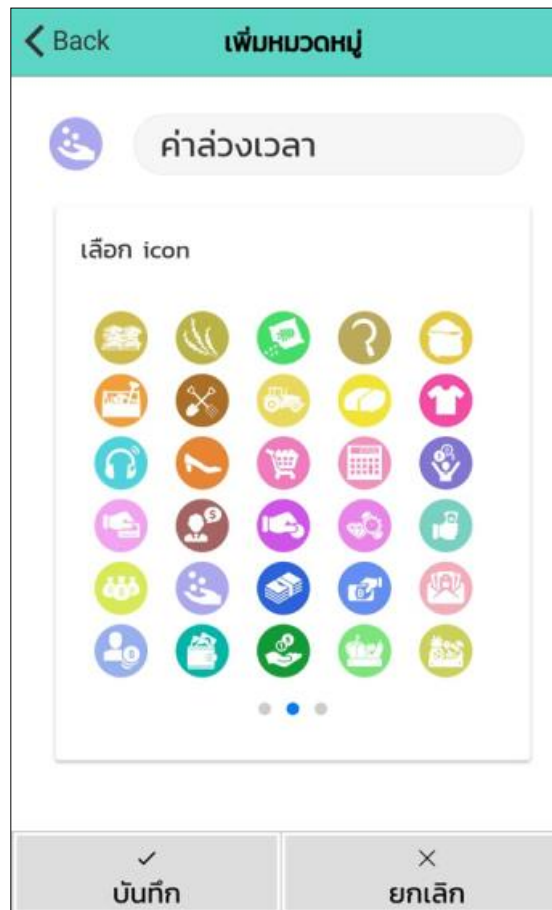 Back
เพิ่มหมวดหมู่
ค่าล่วงเวลา
เลือก icon
บันทึก
ยกเลิก